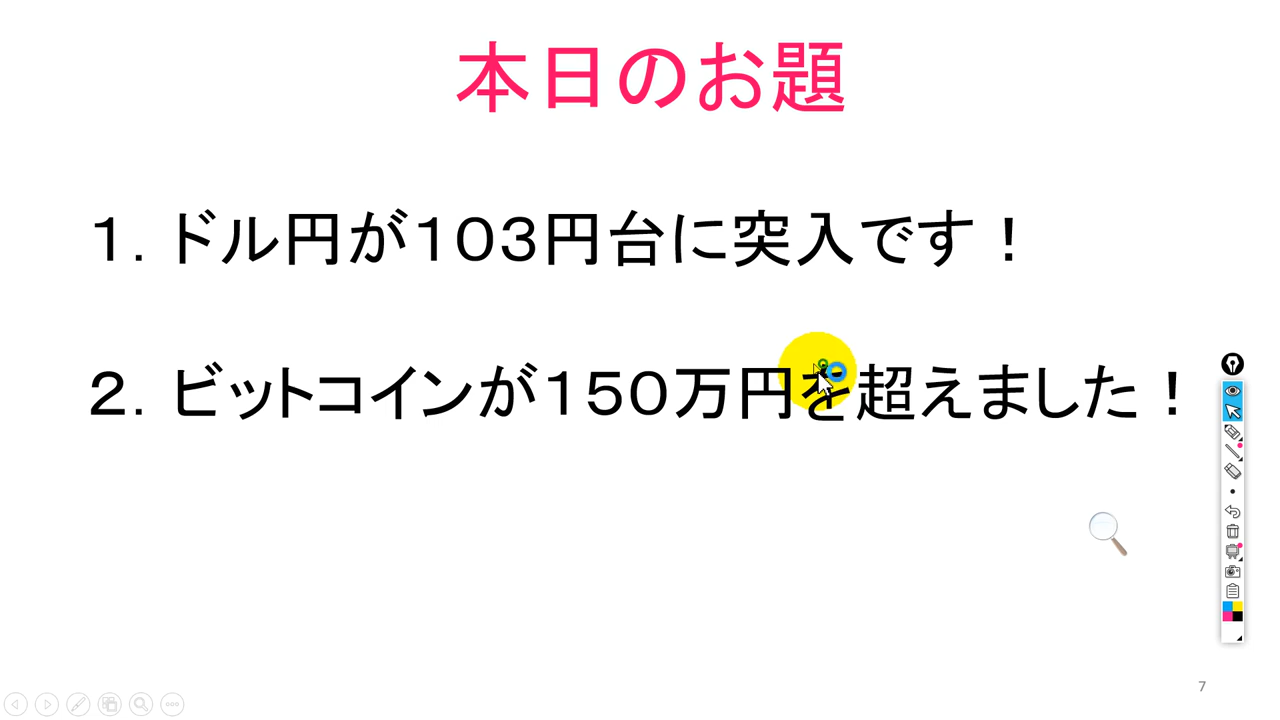 本日のお題
１. ドル円が１０３円台に突入です！
２. ビットコインが１５０万円を超えました！
7